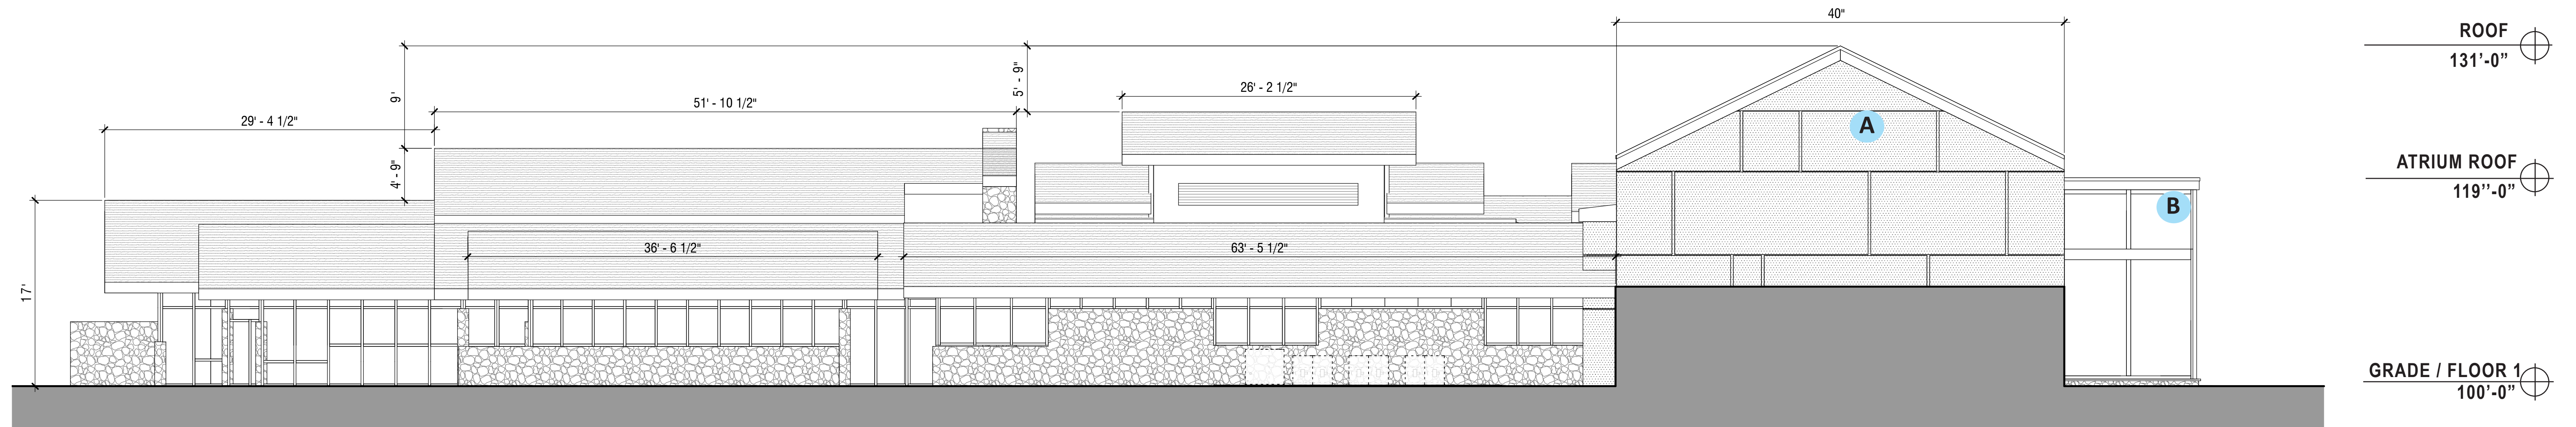 40"
ROOF
131'-0"
9'
5' - 9"
51' - 10 1/2"
26' - 2 1/2"
29' - 4 1/2"
A
4' - 9"
ATRIUM ROOF
119''-0"
B
17'
36' - 6 1/2"
63' - 5 1/2"
GRADE / FLOOR 1
100'-0"